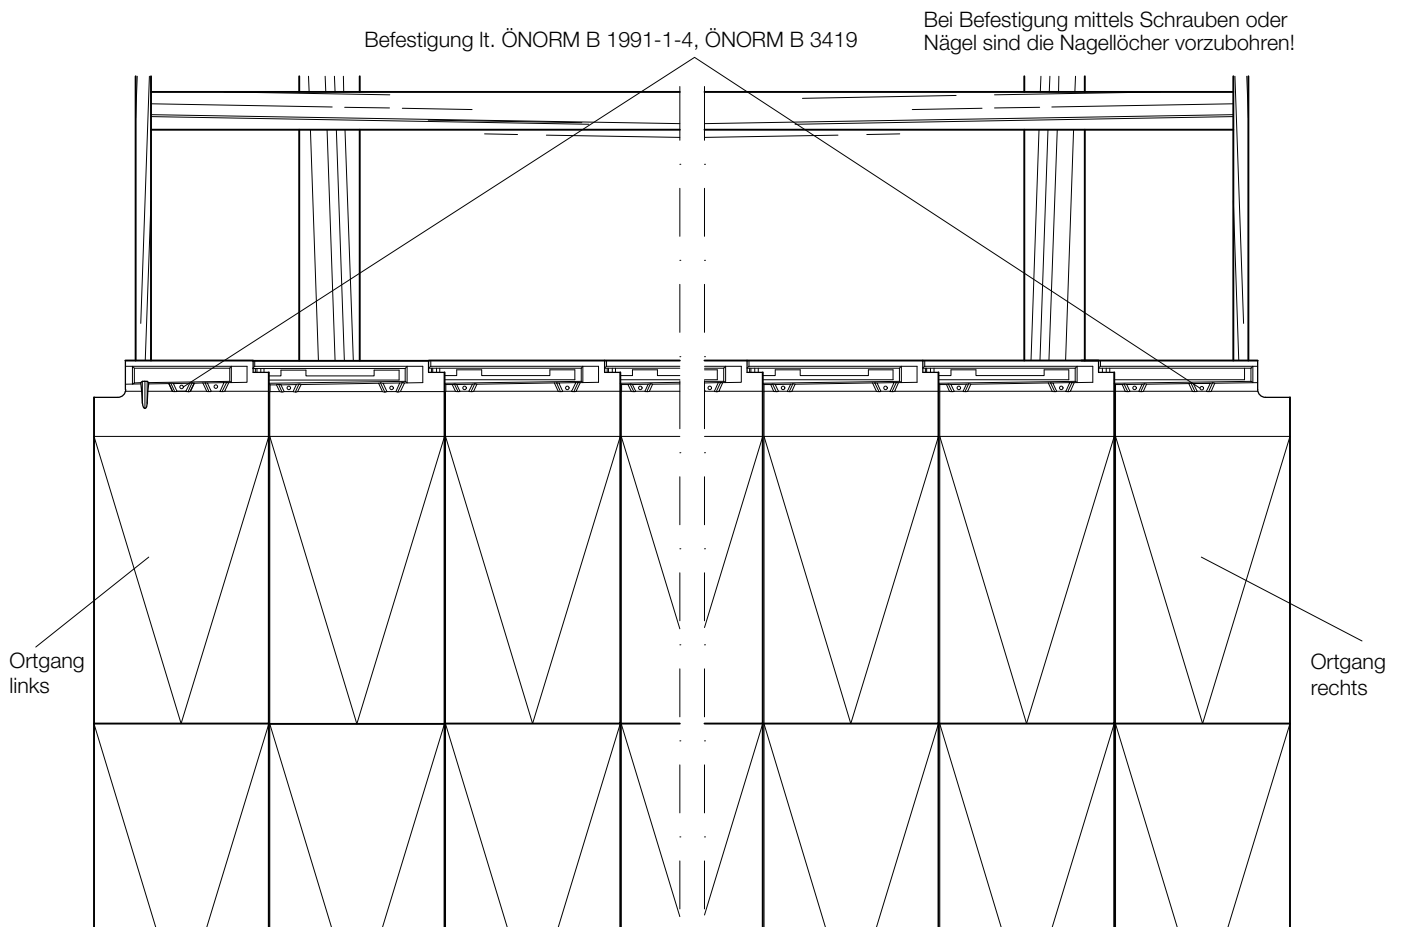 Befestigung lt. ÖNORM B 1991-1-4, ÖNORM B 3419
Bei Befestigung mittels Schrauben oder
Nägel sind die Nagellöcher vorzubohren!
Ortgang
links
Ortgang
rechts